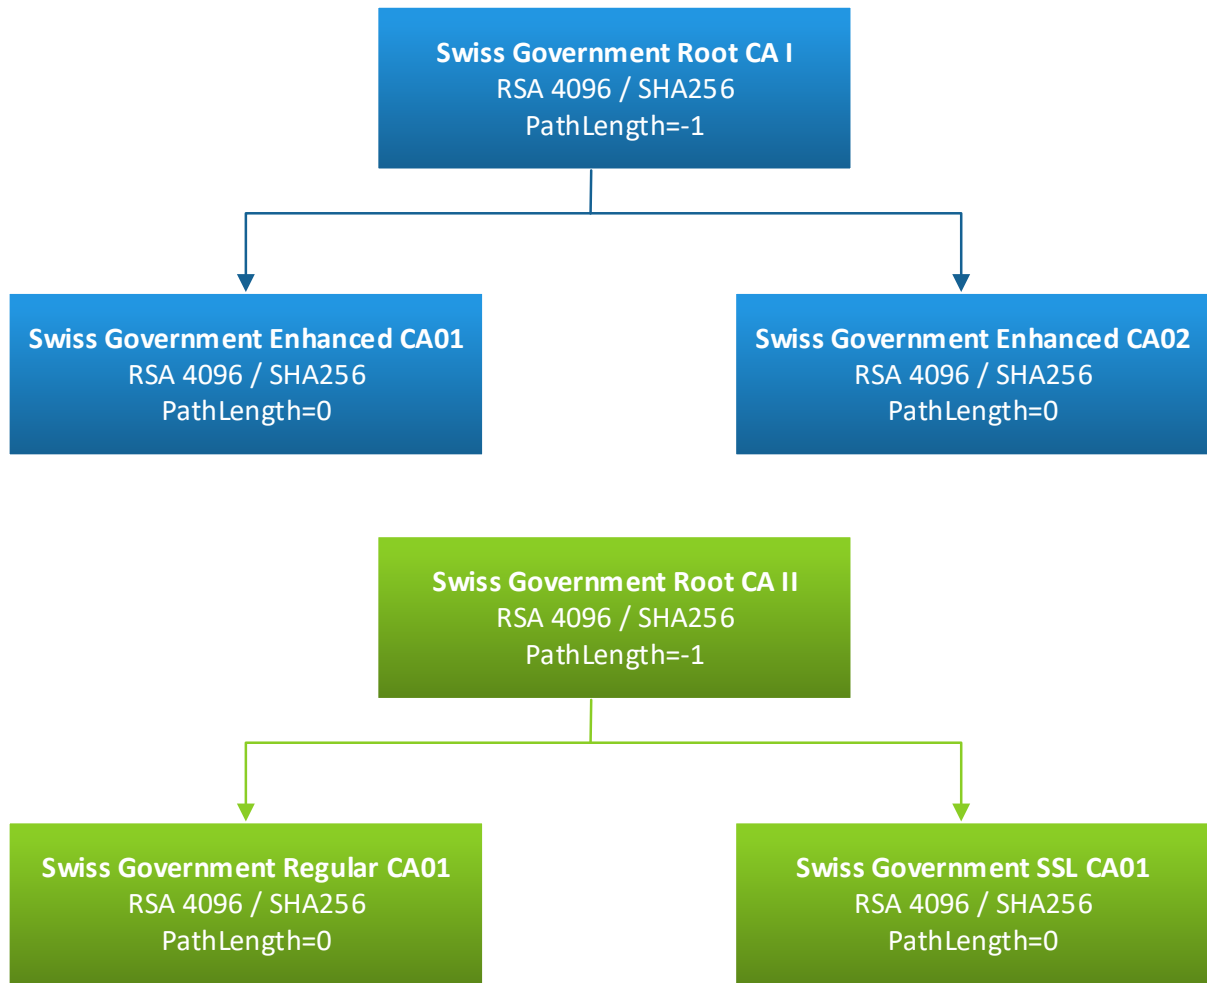 Swiss Government Root CA I
RSA 4096 / SHA256
PathLength=-1
Swiss Government Enhanced CA01
RSA 4096 / SHA256
PathLength=0
Swiss Government Enhanced CA02
RSA 4096 / SHA256
PathLength=0
Swiss Government Root CA II
RSA 4096 / SHA256
PathLength=-1
Swiss Government Regular CA01
RSA 4096 / SHA256
PathLength=0
Swiss Government SSL CA01
RSA 4096 / SHA256
PathLength=0